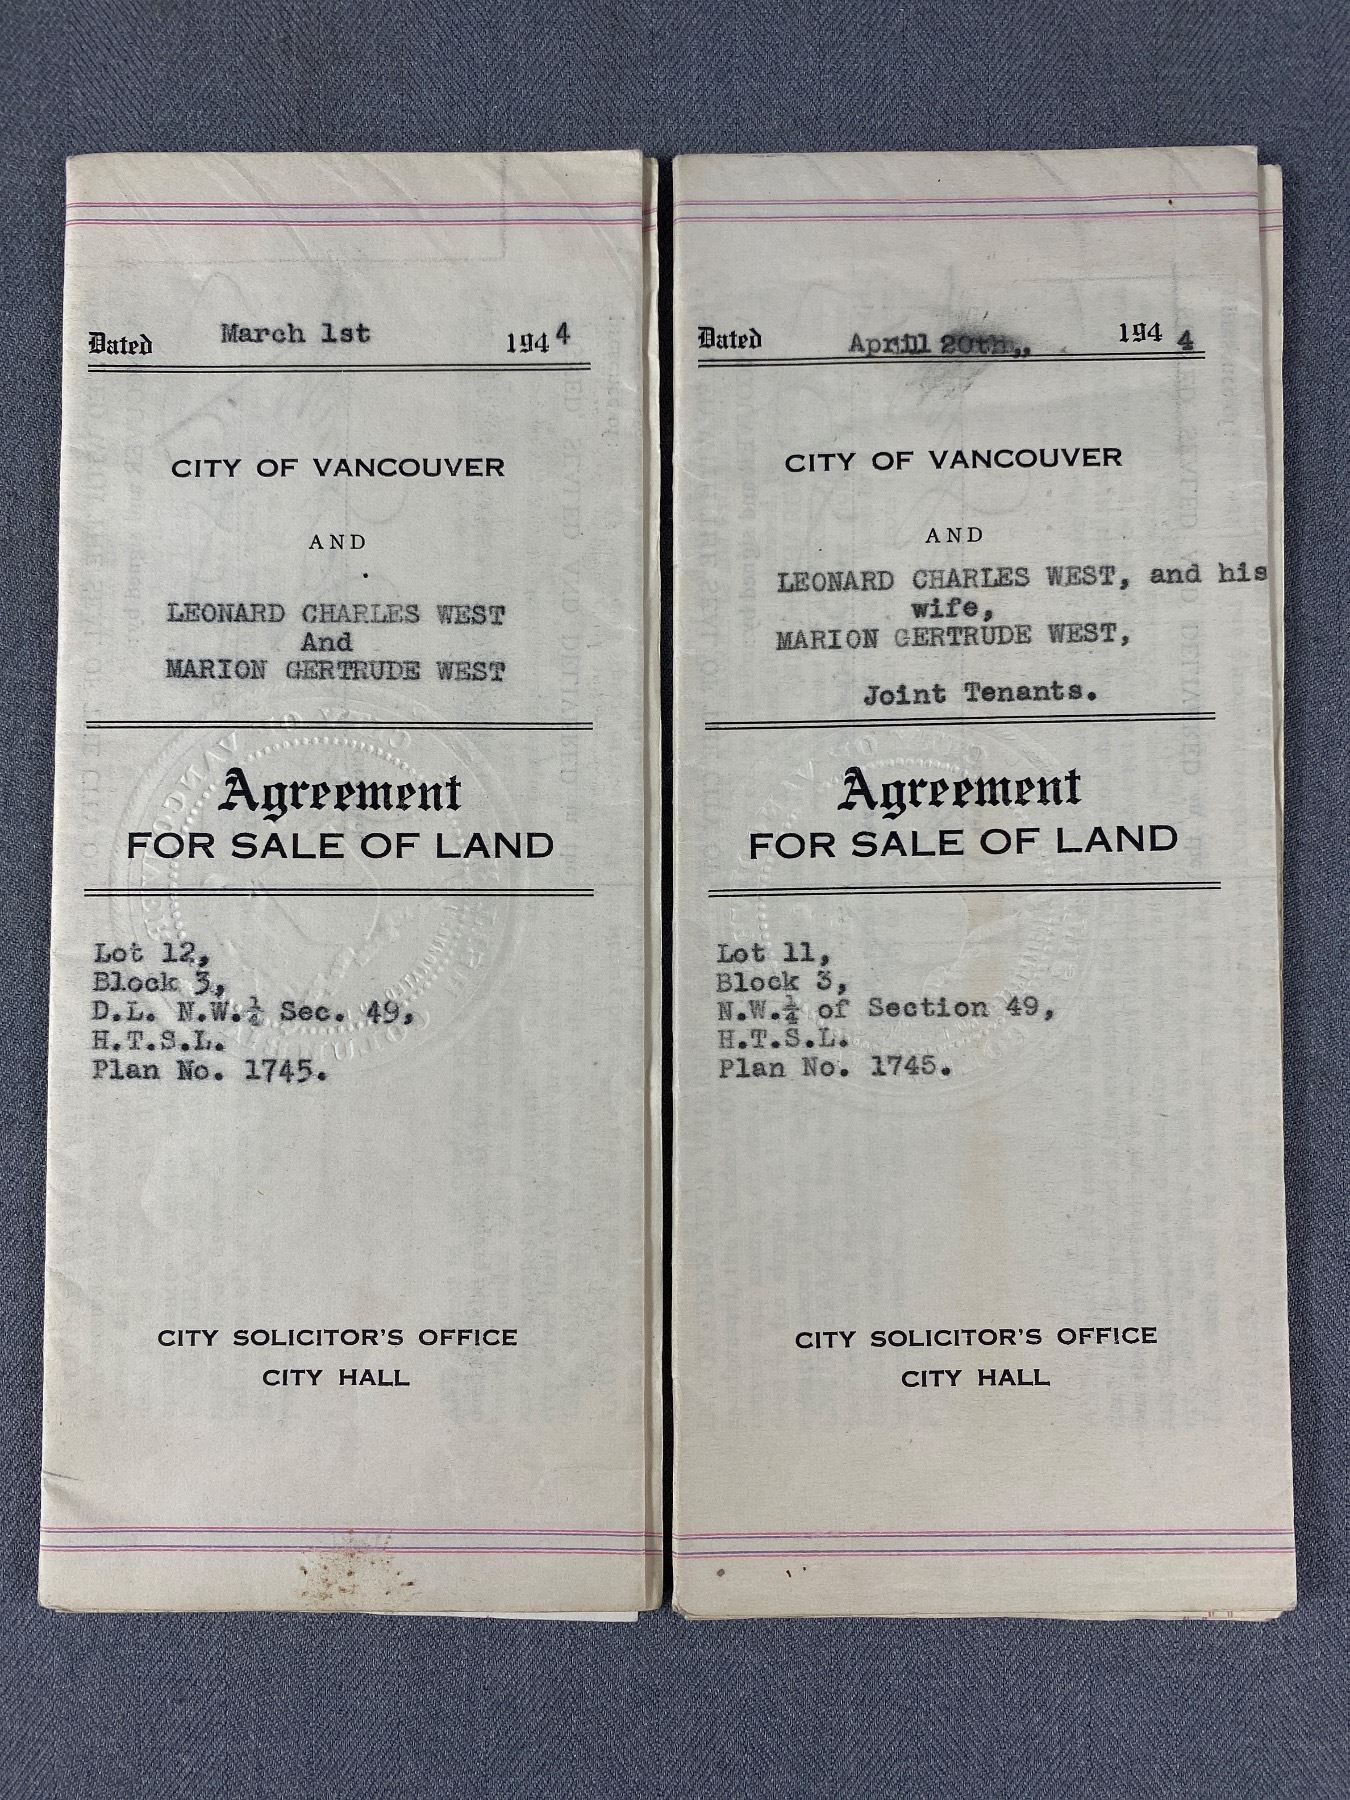 Dated March 1st 1944
CITY OF VANCOUVER
AND
LEONARD CHARLES WEST
And
MARION GERTRUDE WEST
Agreement
FOR SALE OF LAND
Lot 12,
Block 3,
D.L. N.W.¼ Sec. 49,
H.T.S.L.
Plan No. 1745.
CITY SOLICITOR'S OFFICE
CITY HALL
Dated April 20th,, 1944
CITY OF VANCOUVER
AND
LEONARD CHARLES WEST, and his
wife,
MARION GERTRUDE WEST,
Joint Tenants.
Agreement
FOR SALE OF LAND
Lot 11,
Block 3,
N.W.¼ of Section 49,
H.T.S.L.
Plan No. 1745.
CITY SOLICITOR'S OFFICE
CITY HALL